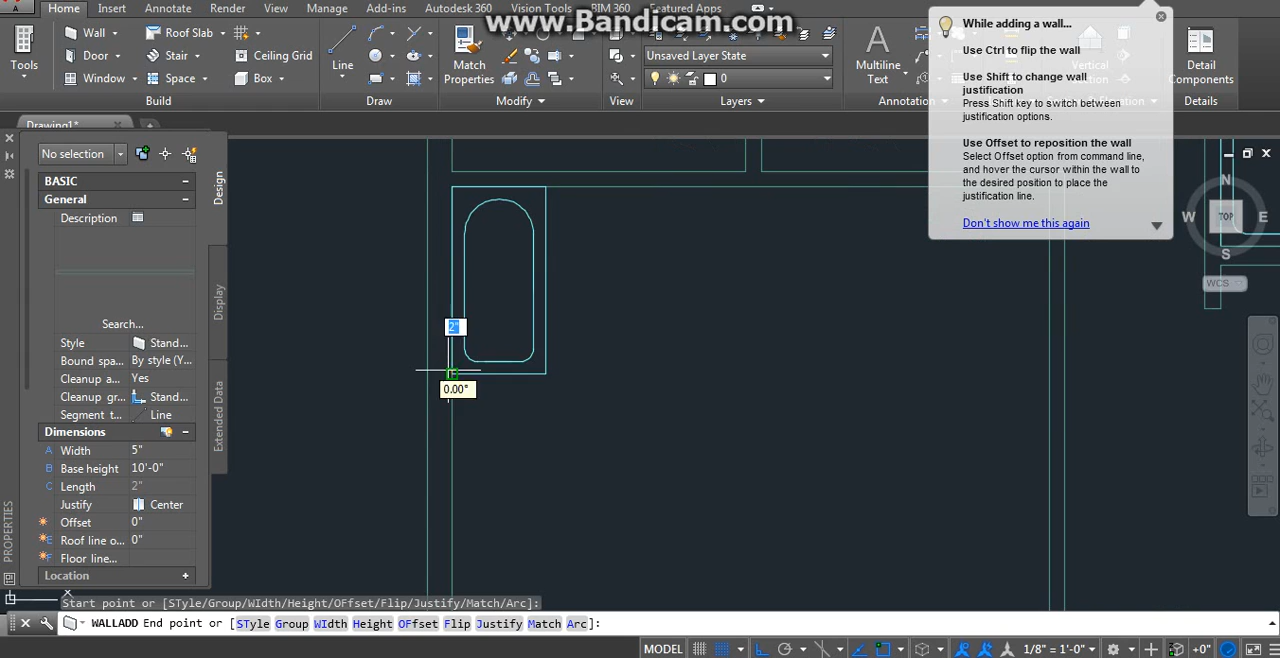 Home Insert Annotate Render View Manage Add-ins Autodesk 360 Vision Tools BIM 360 Featured Apps
www.Bandicam.com
Tools
Wall
Door
Window
Roof Slab
Stair
Space
Ceiling Grid
Box
Build
Line
Draw
Match
Properties
Modify
View
Unsaved Layer State
0
Layers
Multiline
Text
Annotation
Vertical
Detail
Components
Details
While adding a wall...
Use Ctrl to flip the wall
Use Shift to change wall
justification
Press Shift key to switch between
justification options.
Use Offset to reposition the wall
Select Offset option from command line,
and hover the cursor within the wall to
the desired position to place the
justification line.
Don't show me this again
Drawing1*
No selection
BASIC
General
Description
Search...
Style Stand...
Bound spa... By style (Y...
Cleanup a... Yes
Cleanup gr... Stand...
Segment t... Line
Dimensions
A Width 5"
B Base height 10'-0"
C Length 2"
Justify Center
Offset 0"
E Roof line o... 0"
F Floor line...
Location
Design
Display
Extended Data
PROPERTIES
2"
0.00°
N
W TOP E
S
WCS
X
Start point or [STyle/Group/WIdth/Height/OFfset/Flip/Justify/Match/Arc]:
WALLADD End point or [STyle Group WIdth Height OFfset Flip Justify Match Arc]:
MODEL 1/8" = 1'-0" +0"